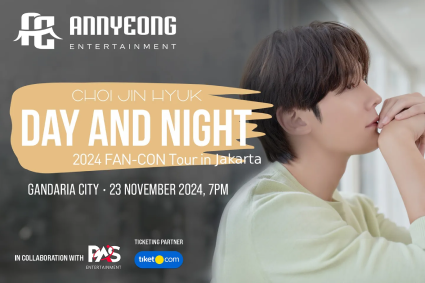 ANNYEONG
ENTERTAINMENT
CHOI JIN HYUK
DAY AND NIGHT
2024 FAN-CON Tour in Jakarta
GANDARIA CITY • 23 NOVEMBER 2024, 7PM
IN COLLABORATION WITH
PAS
ENTERTAINMENT
TICKETING PARTNER
tiket.com